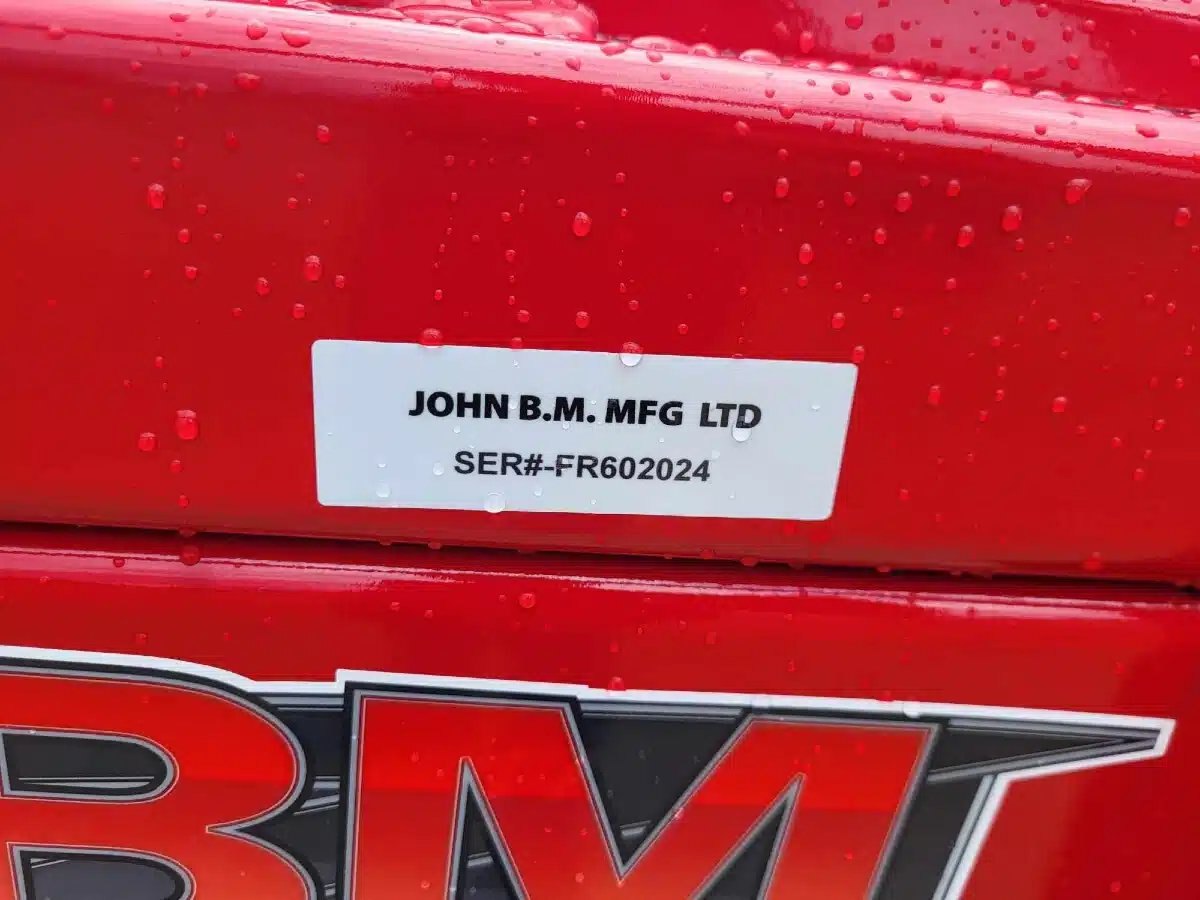 JOHN B.M. MFG LTD
SER#-FR602024
BM